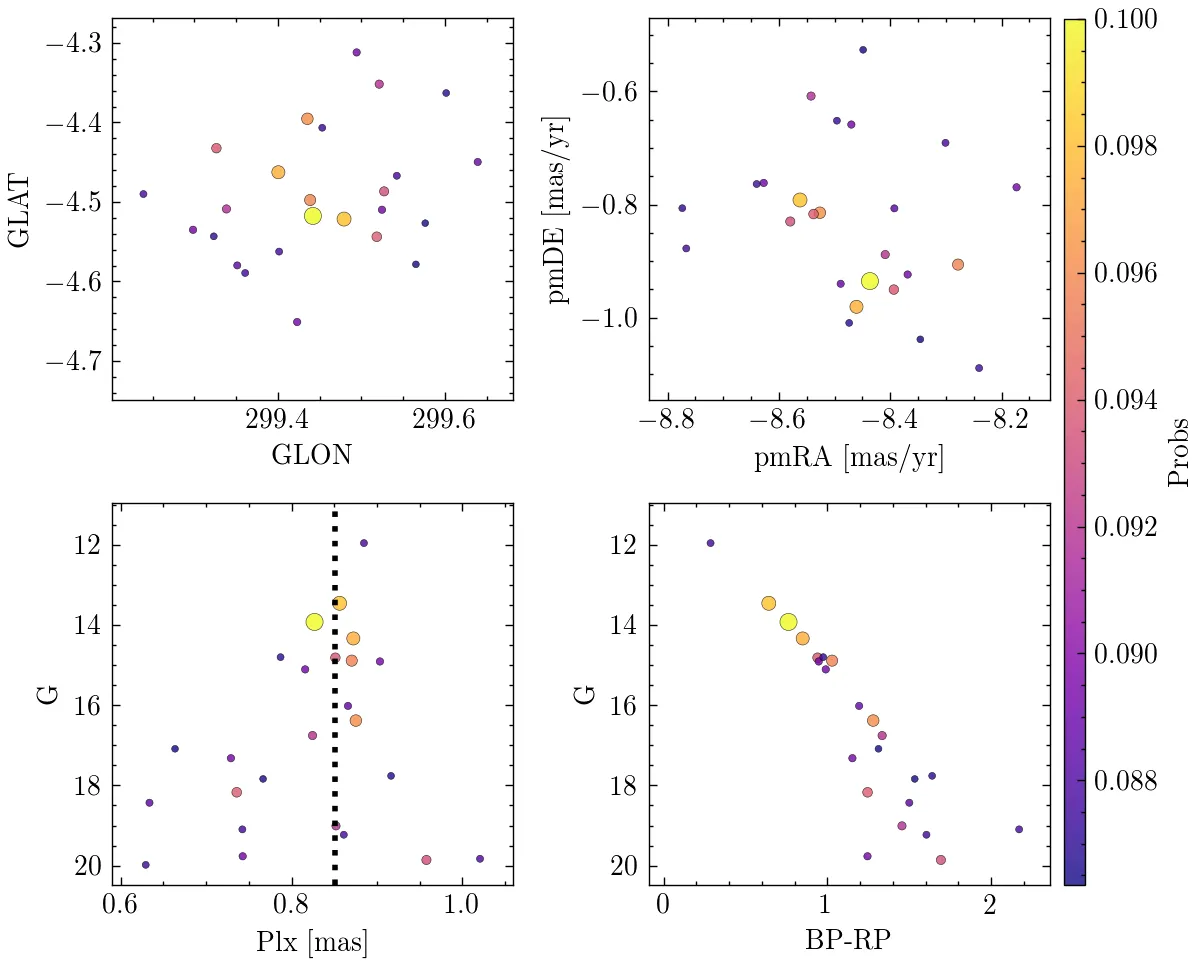 −4.3
−4.4
−4.5
−4.6
−4.7
GLAT
299.4 299.6
GLON
−0.6
−0.8
−1.0
pmDE [mas/yr]
−8.8 −8.6 −8.4 −8.2
pmRA [mas/yr]
12
14
16
18
20
G
0.6 0.8 1.0
Plx [mas]
12
14
16
18
20
G
0 1 2
BP-RP
0.100
0.098
0.096
0.094
0.092
0.090
0.088
Probs